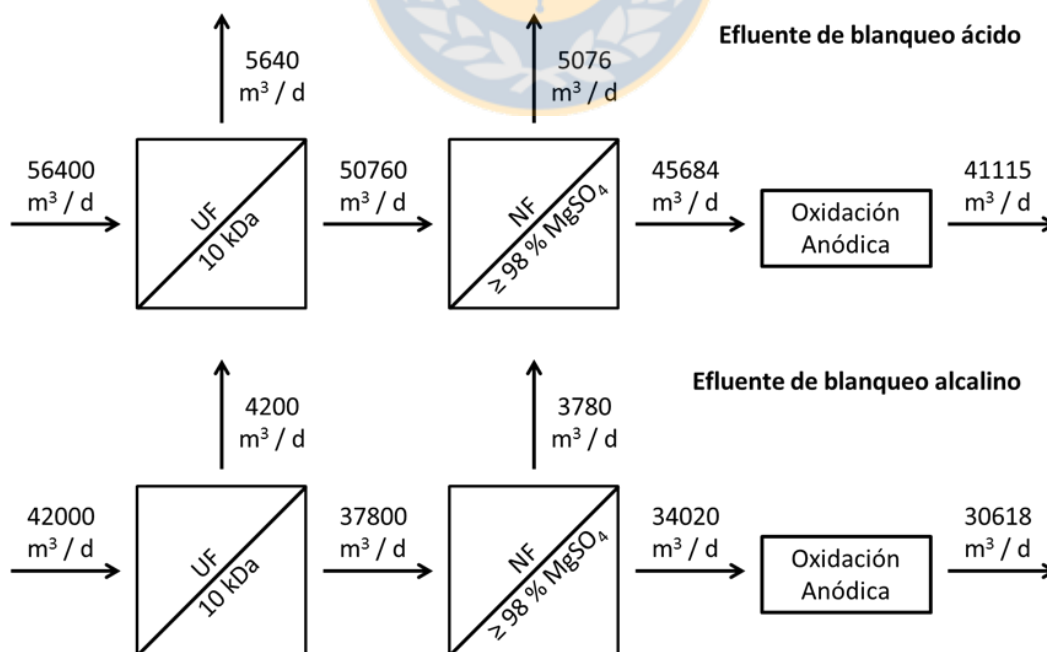 Efluente de blanqueo ácido
5640
m³ / d
5076
m³ / d
56400
m³ / d
UF
10 kDa
50760
m³ / d
NF
≥ 98 % MgSO₄
45684
m³ / d
Oxidación
Anódica
41115
m³ / d
Efluente de blanqueo alcalino
4200
m³ / d
3780
m³ / d
42000
m³ / d
UF
10 kDa
37800
m³ / d
NF
≥ 98 % MgSO₄
34020
m³ / d
Oxidación
Anódica
30618
m³ / d